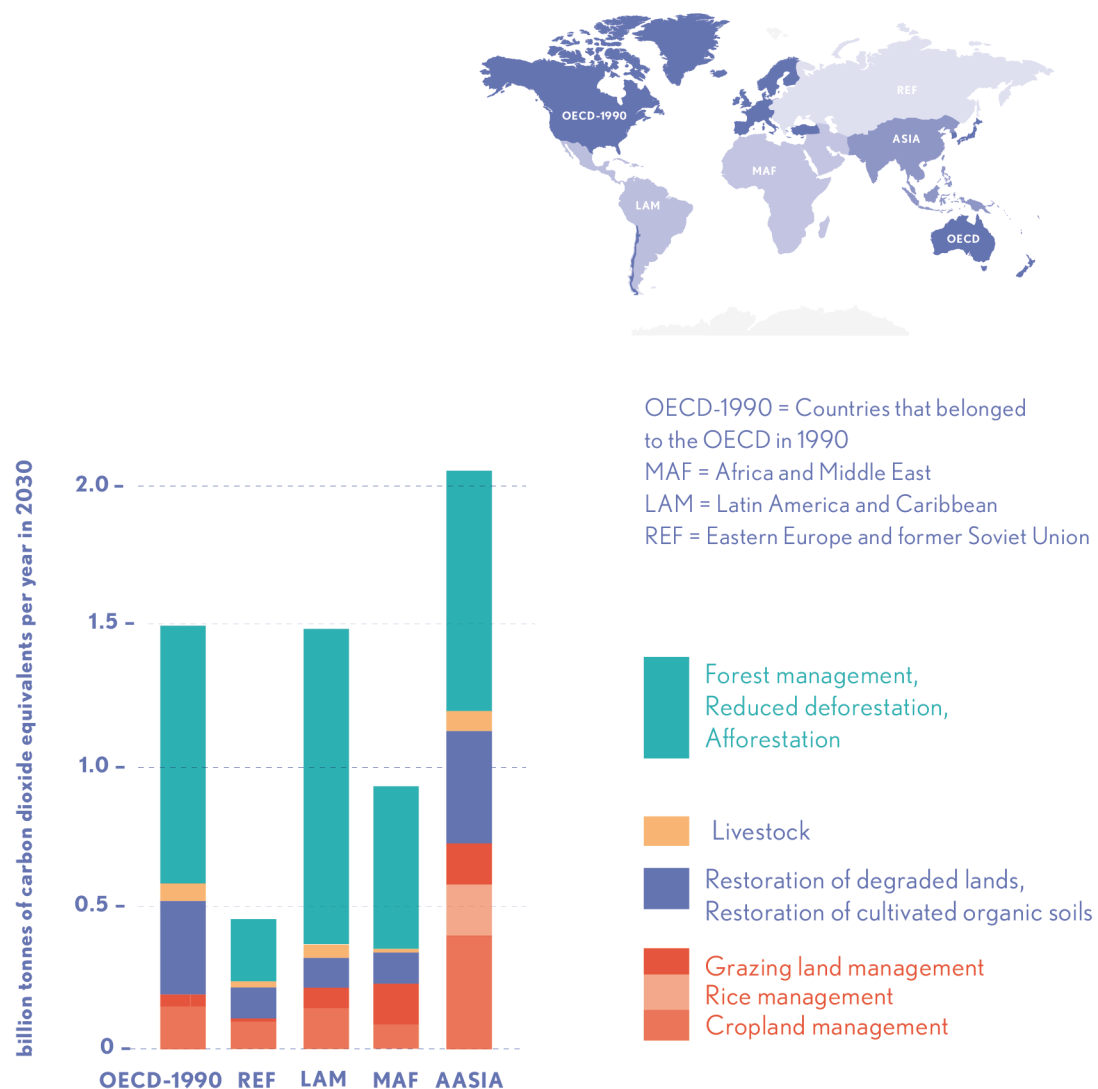 REF
OECD-1990
ASIA
MAF
LAM
OECD
OECD-1990 = Countries that belonged
to the OECD in 1990
MAF = Africa and Middle East
LAM = Latin America and Caribbean
REF = Eastern Europe and former Soviet Union
billion tonnes of carbon dioxide equivalents per year in 2030
2.0
1.5
1.0
0.5
0
OECD-1990 REF LAM MAF AASIA
Forest management,
Reduced deforestation,
Afforestation
Livestock
Restoration of degraded lands,
Restoration of cultivated organic soils
Grazing land management
Rice management
Cropland management